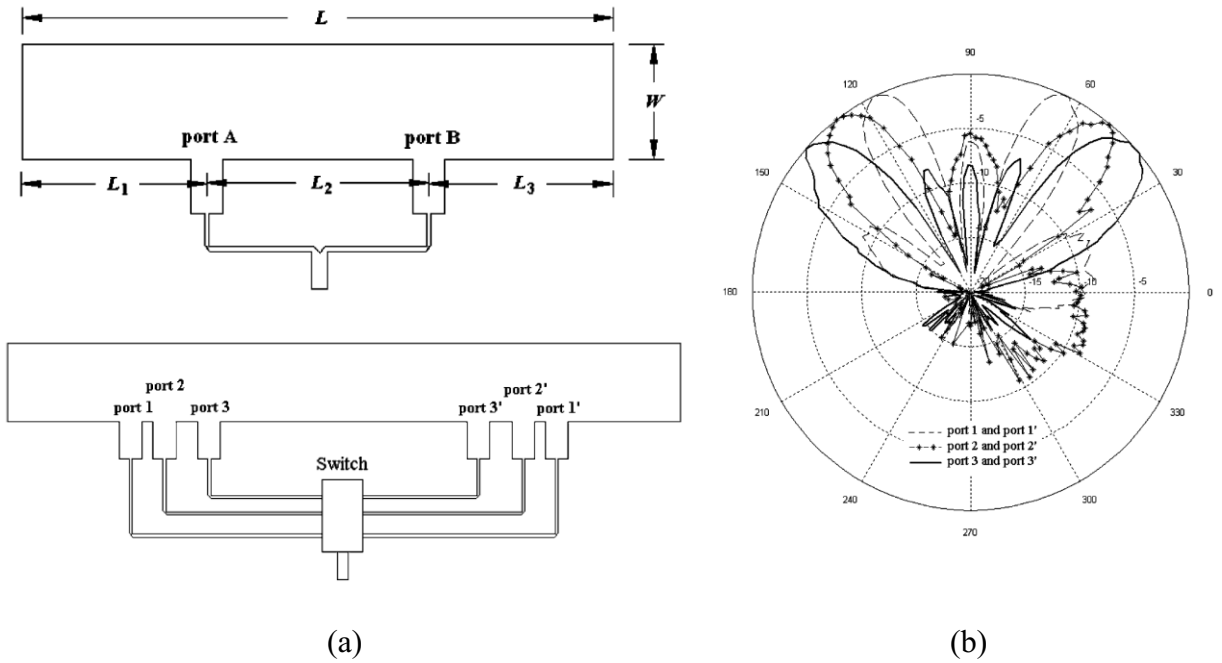 L
W
port A
port B
L1
L2
L3
port 2
port 2'
port 1
port 3
port 3'
port 1'
Switch
(a)
90
120
60
-5
150
30
-10
-15
-10
-5
180
0
210
330
port 1 and port 1'
port 2 and port 2'
port 3 and port 3'
240
300
270
(b)